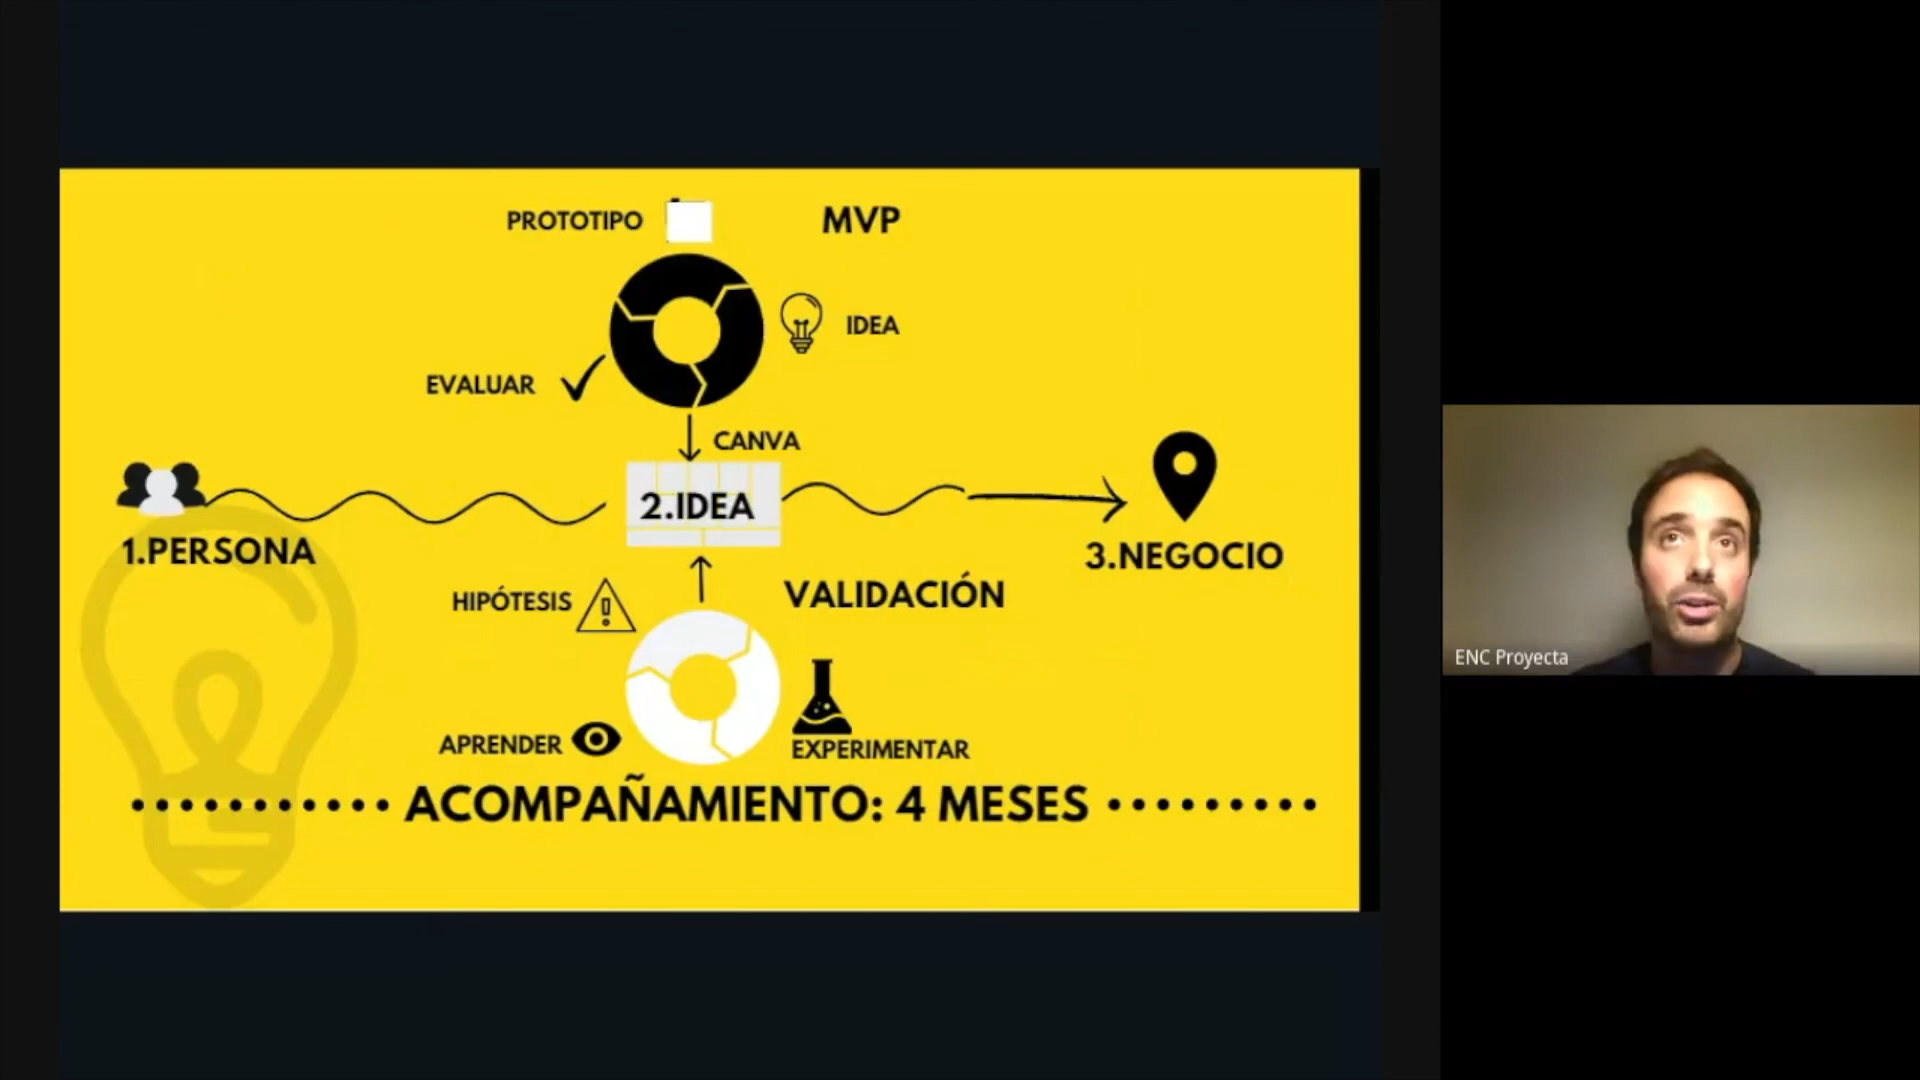 PROTOTIPO
MVP
IDEA
EVALUAR
CANVA
2.IDEA
1.PERSONA
3.NEGOCIO
HIPÓTESIS
VALIDACIÓN
APRENDER
EXPERIMENTAR
ACOMPAÑAMIENTO: 4 MESES
ENC Proyecta